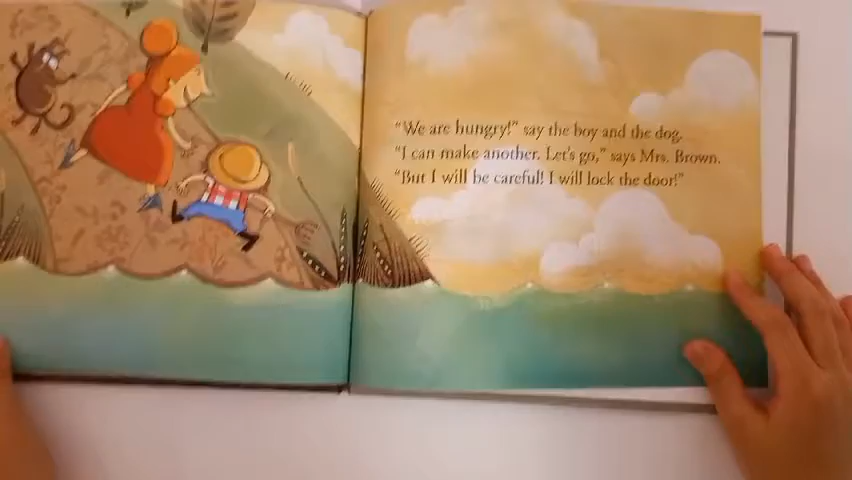 “We are hungry!” say the boy and the dog.
“I can make another. Let's go,” says Mrs. Brown.
“But I will be careful! I will lock the door!”